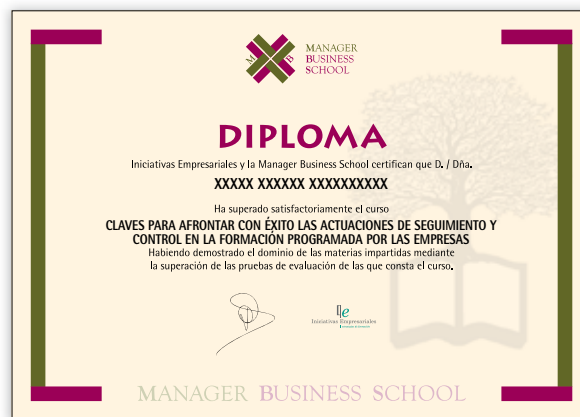 M B
MANAGER
BUSINESS
SCHOOL
DIPLOMA
Iniciativas Empresariales y la Manager Business School certifican que D. / Dña.
XXXXX XXXXXX XXXXXXXXXX
Ha superado satisfactoriamente el curso
CLAVES PARA AFRONTAR CON ÉXITO LAS ACTUACIONES DE SEGUIMIENTO Y
CONTROL EN LA FORMACIÓN PROGRAMADA POR LAS EMPRESAS
Habiendo demostrado el dominio de las materias impartidas mediante
la superación de las pruebas de evaluación de las que consta el curso.
Iniciativas Empresariales
MANAGER BUSINESS SCHOOL